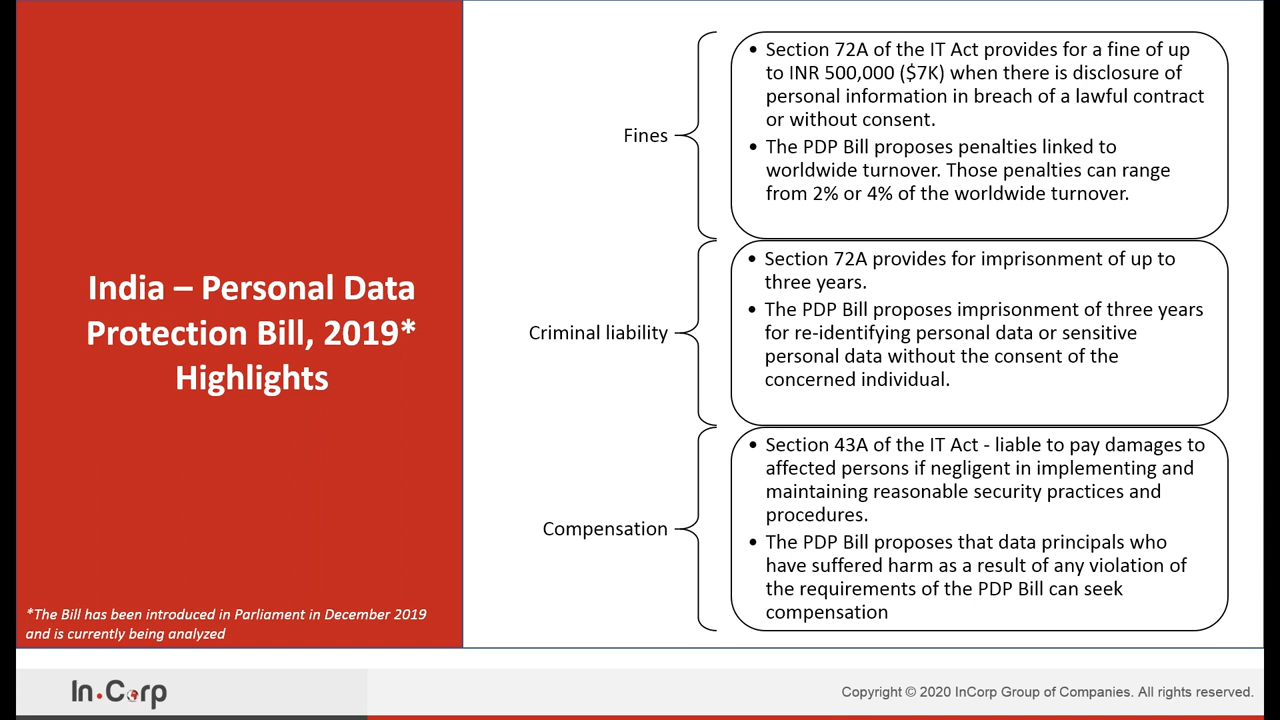 India – Personal Data
Protection Bill, 2019*
Highlights
*The Bill has been introduced in Parliament in December 2019
and is currently being analyzed
Fines
• Section 72A of the IT Act provides for a fine of up
to INR 500,000 ($7K) when there is disclosure of
personal information in breach of a lawful contract
or without consent.
• The PDP Bill proposes penalties linked to
worldwide turnover. Those penalties can range
from 2% or 4% of the worldwide turnover.
Criminal liability
• Section 72A provides for imprisonment of up to
three years.
• The PDP Bill proposes imprisonment of three years
for re-identifying personal data or sensitive
personal data without the consent of the
concerned individual.
Compensation
• Section 43A of the IT Act - liable to pay damages to
affected persons if negligent in implementing and
maintaining reasonable security practices and
procedures.
• The PDP Bill proposes that data principals who
have suffered harm as a result of any violation of
the requirements of the PDP Bill can seek
compensation
In.Corp
Copyright © 2020 InCorp Group of Companies. All rights reserved.